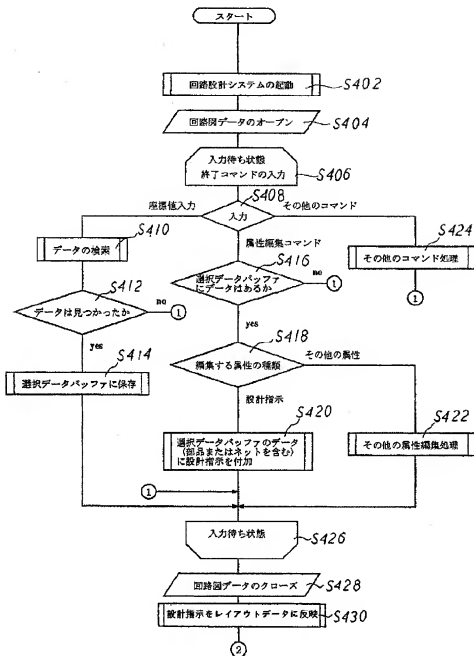 スタート
回路設計システムの起動
S402
回路図データのオープン
S404
入力待ち状態
終了コマンドの入力
S406
S408
座標値入力
入力
その他のコマンド
S410
データの検索
属性編集コマンド
S416
選択データバッファ
にデータはあるか
no
①
S424
その他のコマンド処理
①
S412
データは見つかったか
no
①
yes
S414
選択データバッファに保存
yes
S418
編集する属性の種類
その他の属性
設計指示
S420
選択データバッファのデータ
(部品またはネットを含む)
に設計指示を付加
S422
その他の属性編集処理
①
入力待ち状態
S426
回路図データのクローズ
S428
設計指示をレイアウトデータに反映
S430
②